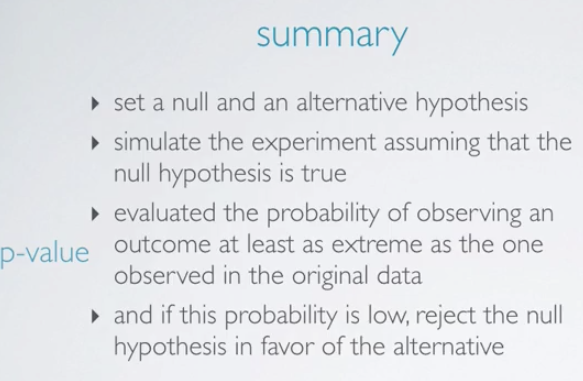 summary
set a null and an alternative hypothesis
simulate the experiment assuming that the
null hypothesis is true
evaluated the probability of observing an
p-value outcome at least as extreme as the one
observed in the original data
and if this probability is low, reject the null
hypothesis in favor of the alternative